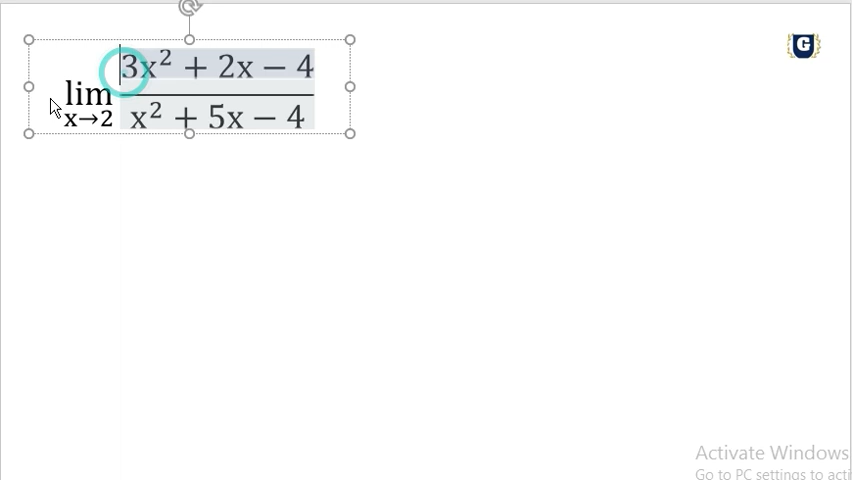 lim x→2 (3x² + 2x − 4)/(x² + 5x − 4)
G
Activate Windows
Go to PC settings to acti